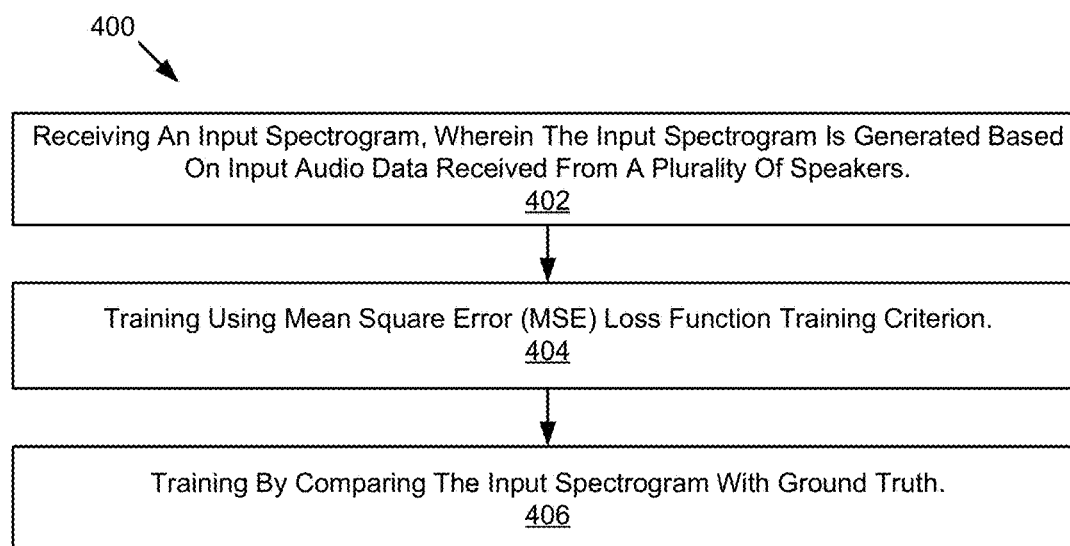 400
Receiving An Input Spectrogram, Wherein The Input Spectrogram Is Generated Based
On Input Audio Data Received From A Plurality Of Speakers.
402
Training Using Mean Square Error (MSE) Loss Function Training Criterion.
404
Training By Comparing The Input Spectrogram With Ground Truth.
406